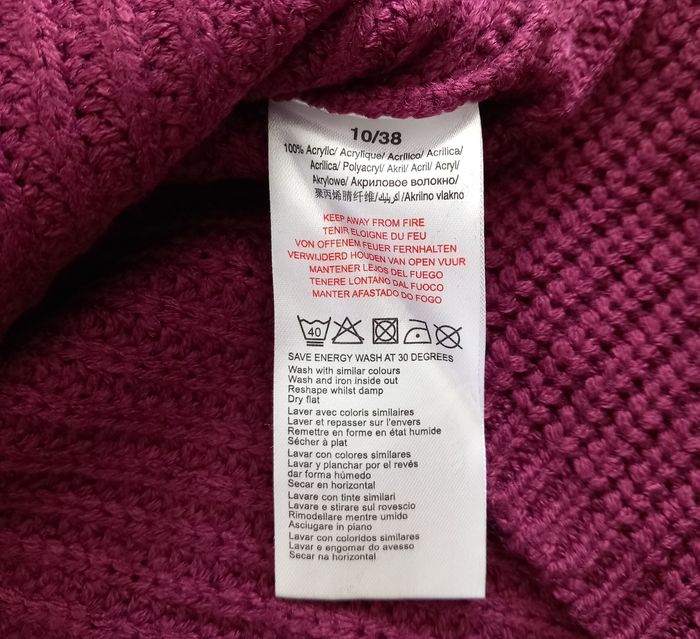 10/38
100% Acrylic/ Acrylique/ Acrílico/ Acrilica/
Acrilica/ Polyacryl/ Akril/ Acril/ Acryl/
Akrylowe/ Акриловое волокно/
聚丙烯腈纤维/أكريليك/Akrilno vlakno
KEEP AWAY FROM FIRE
TENIR ELOIGNE DU FEU
VON OFFENEM FEUER FERNHALTEN
VERWIJDERD HOUDEN VAN OPEN VUUR
MANTENER LEJOS DEL FUEGO
TENERE LONTANO DAL FUOCO
MANTER AFASTADO DO FOGO
40
SAVE ENERGY WASH AT 30 DEGREES
Wash with similar colours
Wash and iron inside out
Reshape whilst damp
Dry flat
Laver avec coloris similaires
Laver et repasser sur l'envers
Remettre en forme en état humide
Sécher à plat
Lavar con colores similares
Lavar y planchar por el revés
dar forma húmedo
Secar en horizontal
Lavare con tinte similari
Lavare e stirare sul rovescio
Rimodellare mentre umido
Asciugare in piano
Lavar con coloridos similares
Lavar e engomar do avesso
Secar na horizontal